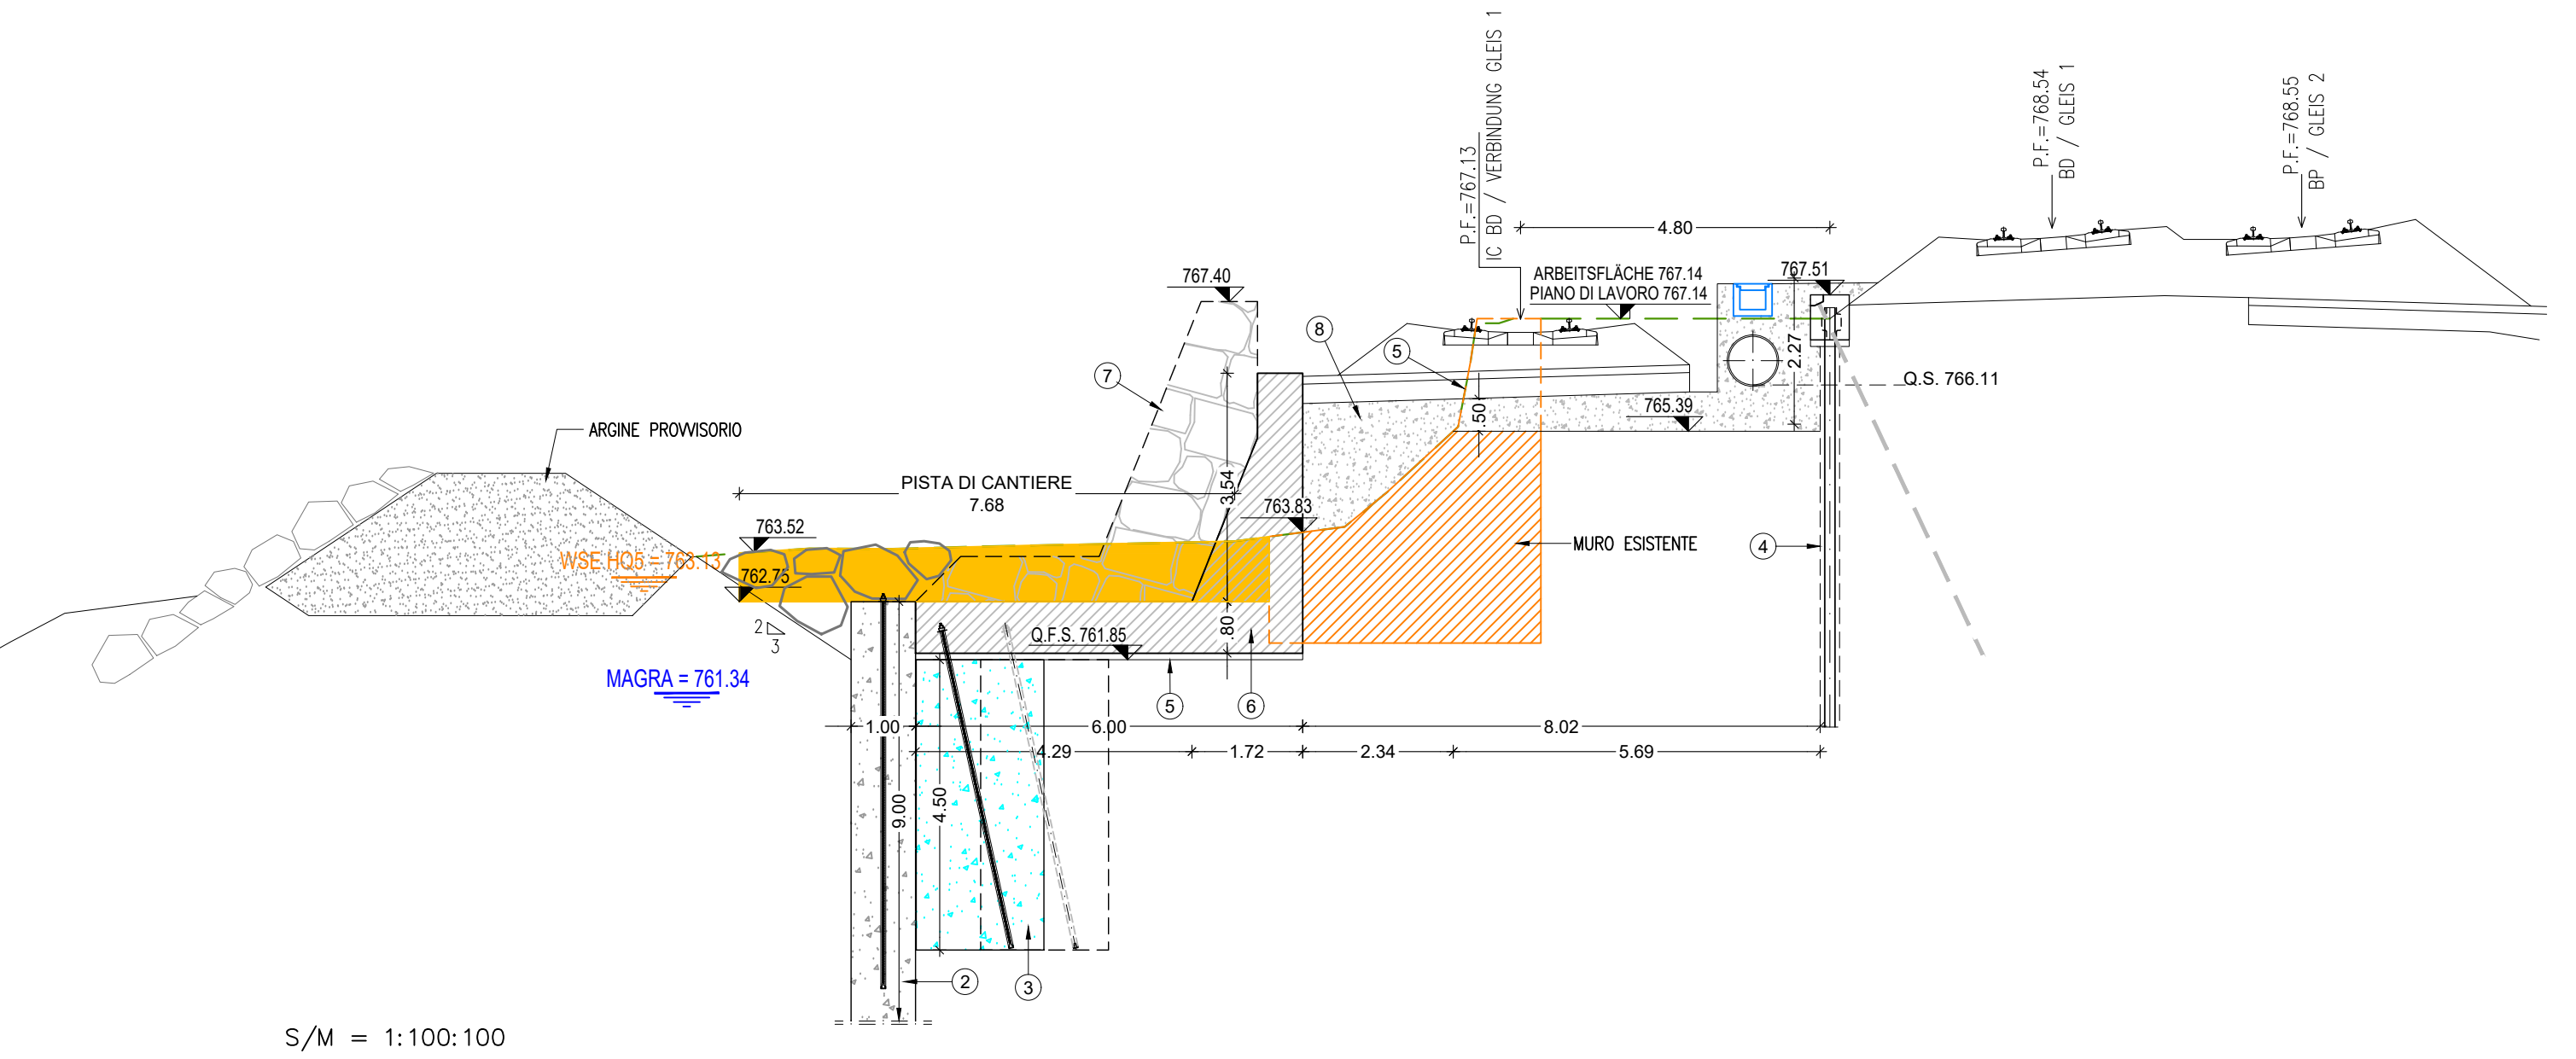 IC BD / VERBINDUNG GLEIS 1
P.F.=767.13
P.F.=768.54
BD / GLEIS 1
P.F.=768.55
BP / GLEIS 2
4.80
767.40
ARBEITSFLÄCHE 767.14
PIANO DI LAVORO 767.14
767.51
8
5
7
2.27
Q.S. 766.11
.50
765.39
ARGINE PROVVISORIO
PISTA DI CANTIERE
7.68
3.54
763.83
763.52
WSE HQ5 = 763.13
762.75
MURO ESISTENTE
4
2
3
.80
Q.F.S. 761.85
MAGRA = 761.34
5
6
1.00
6.00
8.02
4.29
1.72
2.34
5.69
9.00
4.50
2
3
S/M = 1:100:100